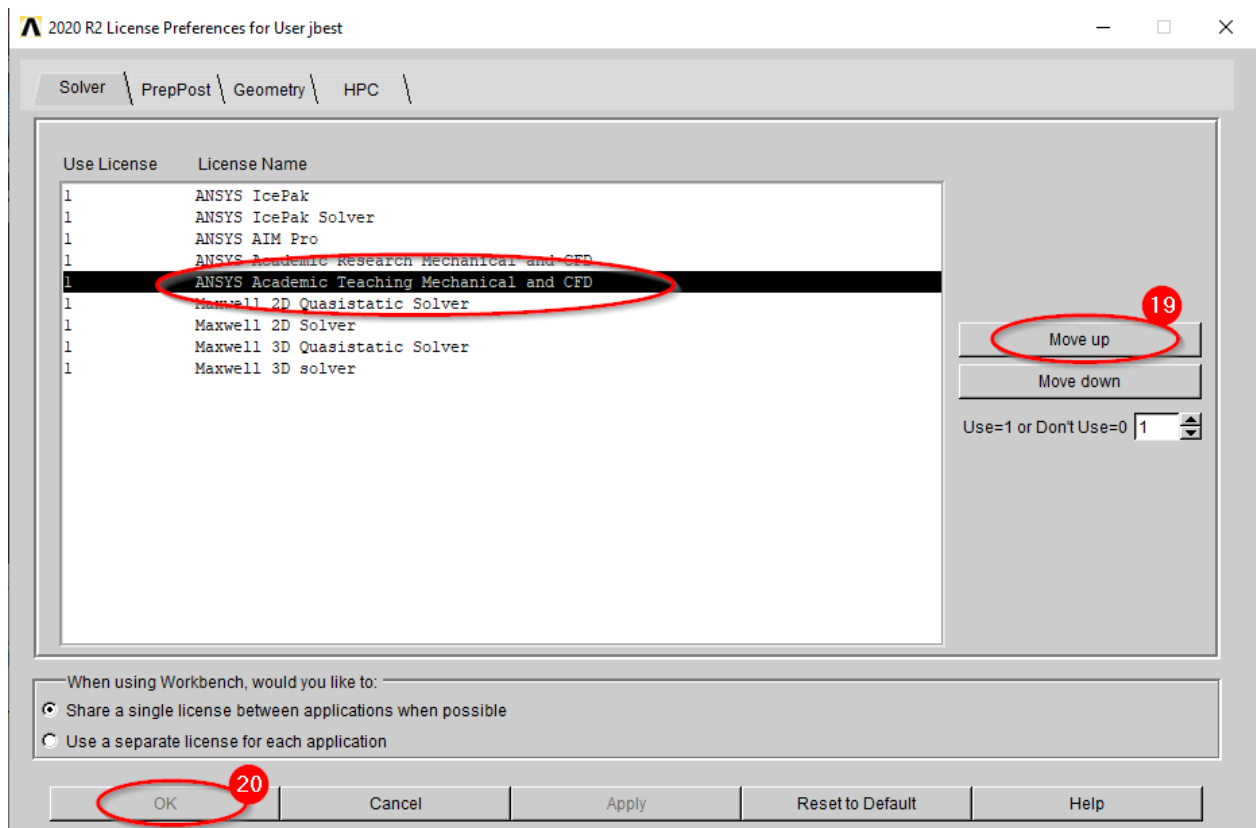 2020 R2 License Preferences for User jbest
Solver PrepPost Geometry HPC
Use License License Name
1 ANSYS IcePak
1 ANSYS IcePak Solver
1 ANSYS AIM Pro
1 ANSYS Academic Research Mechanical and CFD
1 ANSYS Academic Teaching Mechanical and CFD
1 Maxwell 2D Quasistatic Solver
1 Maxwell 2D Solver
1 Maxwell 3D Quasistatic Solver
1 Maxwell 3D solver
19
Move up
Move down
Use=1 or Don't Use=0 1
When using Workbench, would you like to:
Share a single license between applications when possible
Use a separate license for each application
20
OK Cancel Apply Reset to Default Help